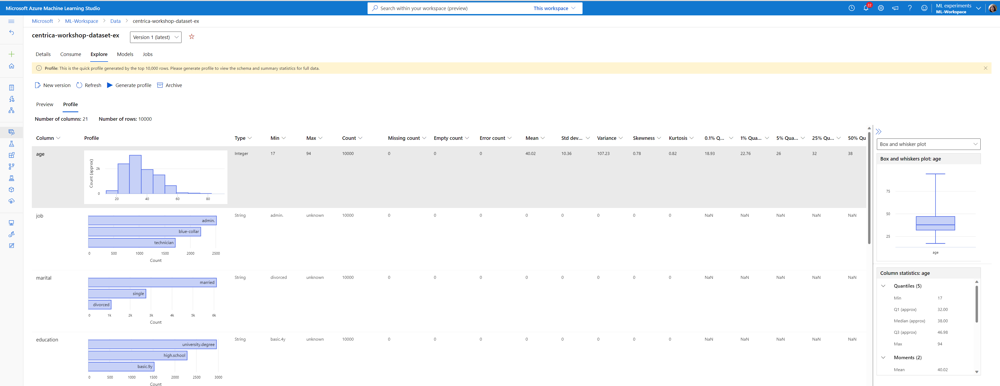 Microsoft Azure Machine Learning Studio
Search within your workspace (preview)
This workspace
22
ML experiments
ML-Workspace
Microsoft > ML-Workspace > Data > centrica-workshop-dataset-ex
centrica-workshop-dataset-ex
Version 1 (latest)
Details Consume Explore Models Jobs
Profile: This is the quick profile generated by the top 10,000 rows. Please generate profile to view the schema and summary statistics for full data.
New version Refresh Generate profile Archive
Preview Profile
Number of columns: 21 Number of rows: 10000
Column Profile Type Min Max Count Missing count Empty count Error count Mean Std dev... Variance Skewness Kurtosis 0.1% Q... 1% Qua... 5% Qua... 25% Qu... 50% Qu
age Integer 17 94 10000 0 0 0 40.02 10.36 107.23 0.78 0.82 18.93 22.76 26 32 38
Count (approx)
2k
0
20 40 60 80
job String admin. unknown 10000 0 0 0 0 0 0 0 0 NaN NaN NaN NaN NaN
admin.
blue-collar
technician
0 500 1000 1500 2000 2500
Count
marital String divorced unknown 10000 0 0 0 0 0 0 0 0 NaN NaN NaN NaN NaN
married
single
divorced
0 1k 2k 3k 4k 5k 6k
Count
education String basic.4y unknown 10000 0 0 0 0 0 0 0 0 NaN NaN NaN NaN NaN
university.degree
high.school
basic.9y
0 500 1000 1500 2000 2500 3000
Count
Box and whisker plot
Box and whiskers plot: age
75
50
25
age
Column statistics: age
Quantiles (5)
Min 17
Q1 (approx) 32.00
Median (approx) 38.00
Q3 (approx) 46.98
Max 94
Moments (2)
Mean 40.02